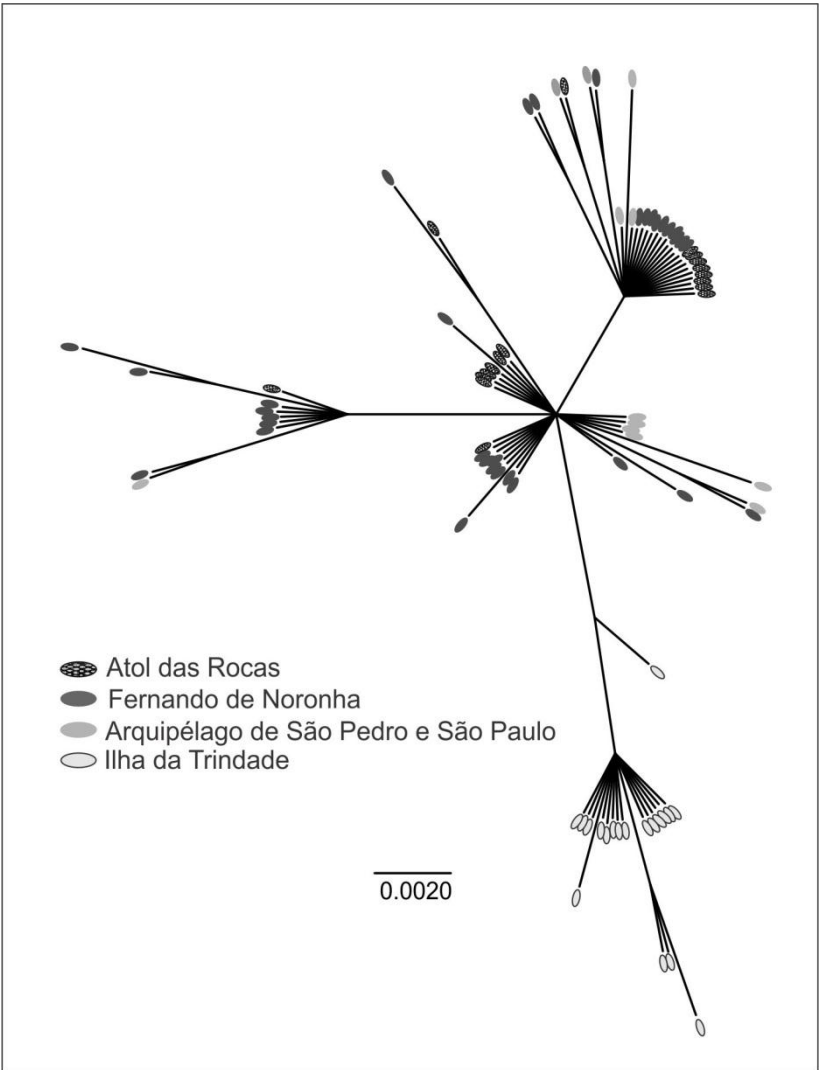 Atol das Rocas
Fernando de Noronha
Arquipélago de São Pedro e São Paulo
Ilha da Trindade
0.0020